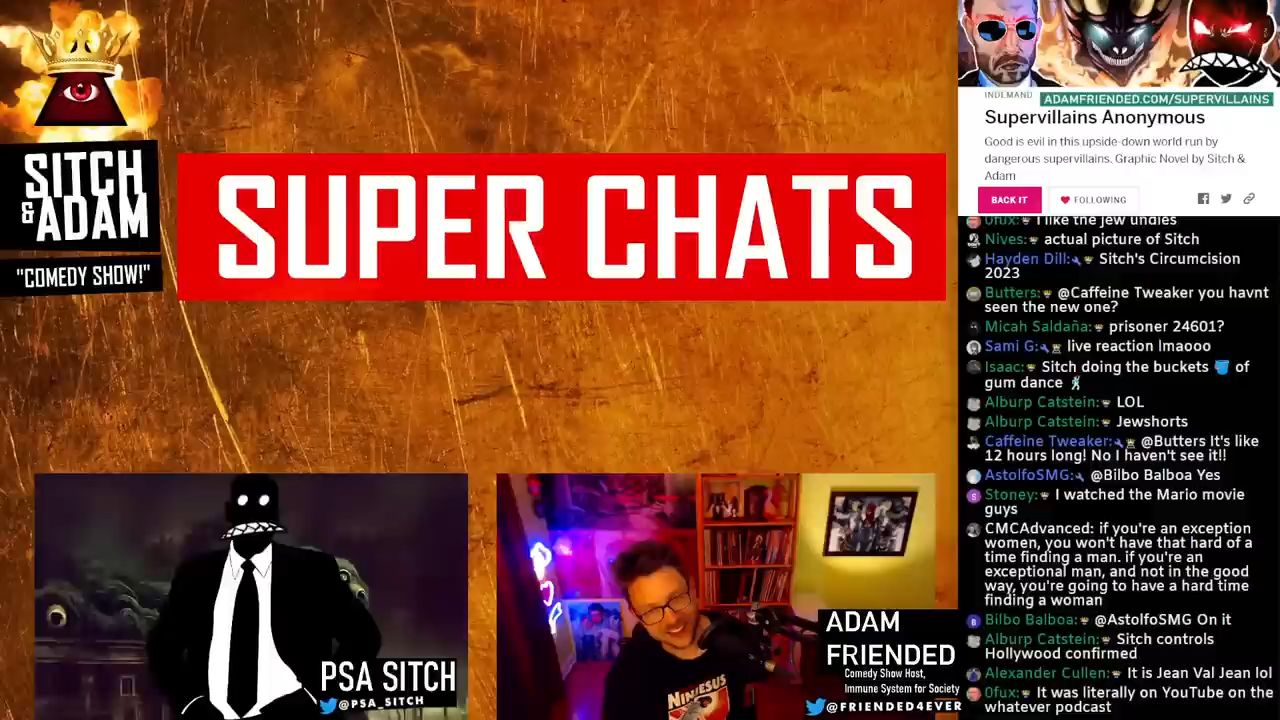 SITCH
& ADAM
"COMEDY SHOW!"
SUPER CHATS
PSA SITCH
@PSA_SITCH
NINJESUS
ADAM
FRIENDED
Comedy Show Host,
Immune System for Society
@FRIENDED4EVER
INDEMAND
ADAMFRIENDED.COM/SUPERVILLAINS
Supervillains Anonymous
Good is evil in this upside-down world run by
dangerous supervillains. Graphic Novel by Sitch &
Adam
BACK IT
FOLLOWING
0fux: I like the jew undies
Nives: actual picture of Sitch
Hayden Dill: Sitch's Circumcision
2023
Butters: @Caffeine Tweaker you havnt
seen the new one?
Micah Saldaña: prisoner 24601?
Sami G: live reaction lmaooo
Isaac: Sitch doing the buckets 🪣 of
gum dance 🕺
Alburp Catstein: LOL
Alburp Catstein: Jewshorts
Caffeine Tweaker: @Butters It's like
12 hours long! No I haven't see it!!
AstolfoSMG: @Bilbo Balboa Yes
Stoney: I watched the Mario movie
guys
CMCAdvanced: if you're an exception
women, you won't have that hard of a
time finding a man. if you're an
exceptional man, and not in the good
way, you're going to have a hard time
finding a woman
Bilbo Balboa: @AstolfoSMG On it
Alburp Catstein: Sitch controls
Hollywood confirmed
Alexander Cullen: It is Jean Val Jean lol
0fux: It was literally on YouTube on the
whatever podcast